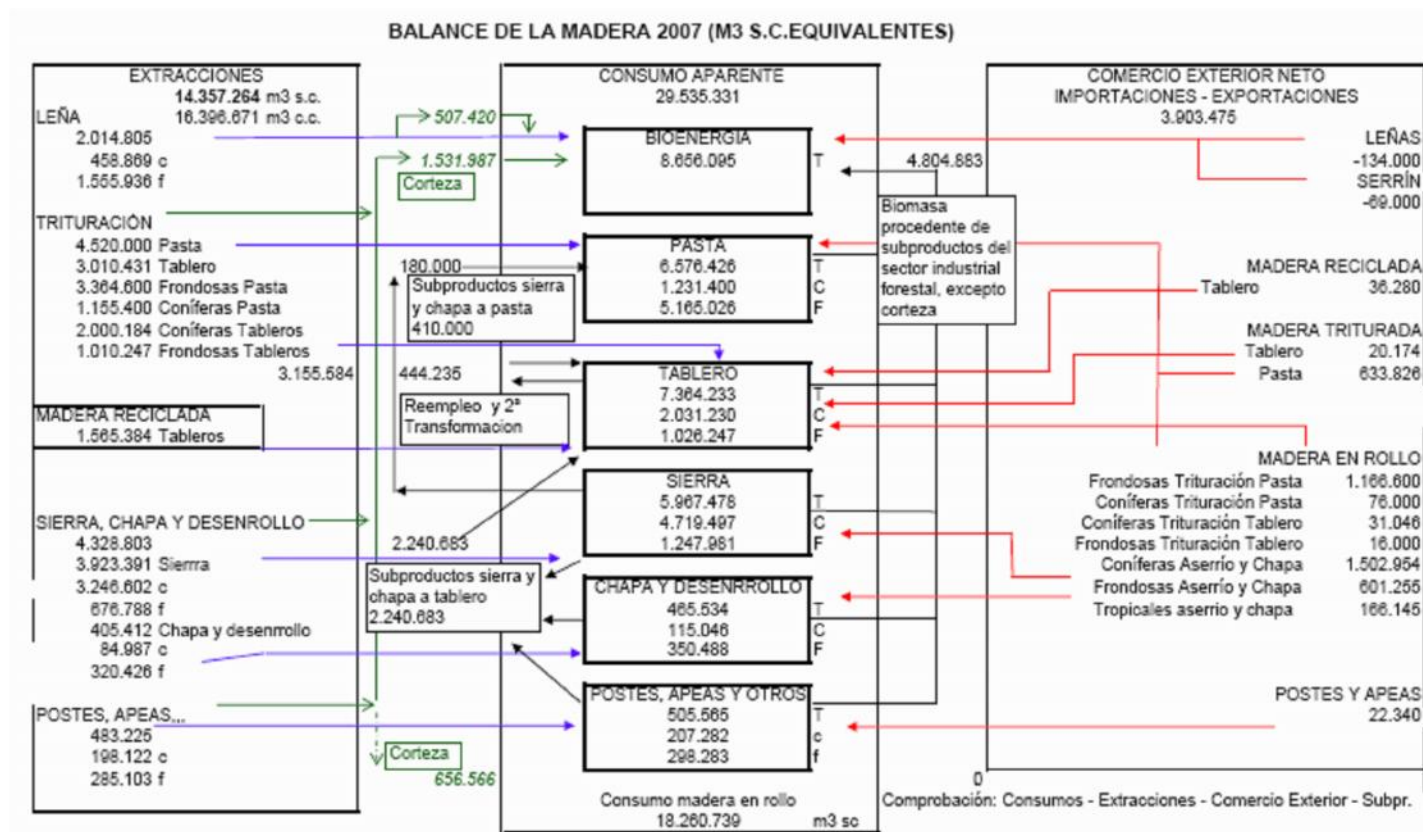 BALANCE DE LA MADERA 2007 (M3 S.C.EQUIVALENTES)
EXTRACCIONES
14.357.264 m3 s.c.
16.396.671 m3 c.c.
LEÑA
2.014.805
458.869 c
1.555.936 f
TRITURACIÓN
4.520.000 Pasta
3.010.431 Tablero
3.364.600 Frondosas Pasta
1.155.400 Coníferas Pasta
2.000.184 Coníferas Tableros
1.010.247 Frondosas Tableros
3.155.684
MADERA RECICLADA
1.565.384 Tableros
SIERRA, CHAPA Y DESENROLLO
4.328.803
3.923.391 Sierrra
3.246.602 c
676.788 f
405.412 Chapa y desenrrollo
84.987 c
320.426 f
POSTES, APEAS...
483.225
198.122 c
285.103 f
507.420
1.531.987
Corteza
180.000
Subproductos sierra
y chapa a pasta
410.000
444.235
Reempleo y 2ª
Transformacion
2.240.683
Subproductos sierra y
chapa a tablero
2.240.683
Corteza
656.566
CONSUMO APARENTE
29.535.331
BIOENERGIA
8.656.095 T
PASTA
6.576.426 T
1.231.400 C
5.165.026 F
TABLERO
7.364.233 T
2.031.230 C
1.026.247 F
SIERRA
5.967.478 T
4.719.497 C
1.247.981 F
CHAPA Y DESENRROLLO
465.534 T
115.046 C
350.488 F
POSTES, APEAS Y OTROS
505.565 T
207.282 c
298.283 f
Consumo madera en rollo
18.260.739 m3 sc
4.804.883
Biomasa
procedente de
subproductos del
sector industrial
forestal, excepto
corteza
COMERCIO EXTERIOR NETO
IMPORTACIONES - EXPORTACIONES
3.903.475
LEÑAS
-134.000
SERRÍN
-69.000
MADERA RECICLADA
Tablero 36.280
MADERA TRITURADA
Tablero 20.174
Pasta 633.826
MADERA EN ROLLO
Frondosas Trituración Pasta 1.166.600
Coníferas Trituración Pasta 76.000
Coníferas Trituración Tablero 31.046
Frondosas Trituración Tablero 16.000
Coníferas Aserrío y Chapa 1.502.954
Frondosas Aserrío y Chapa 601.255
Tropicales aserrio y chapa 166.145
POSTES Y APEAS
22.340
0
Comprobación: Consumos - Extracciones - Comercio Exterior - Subpr.